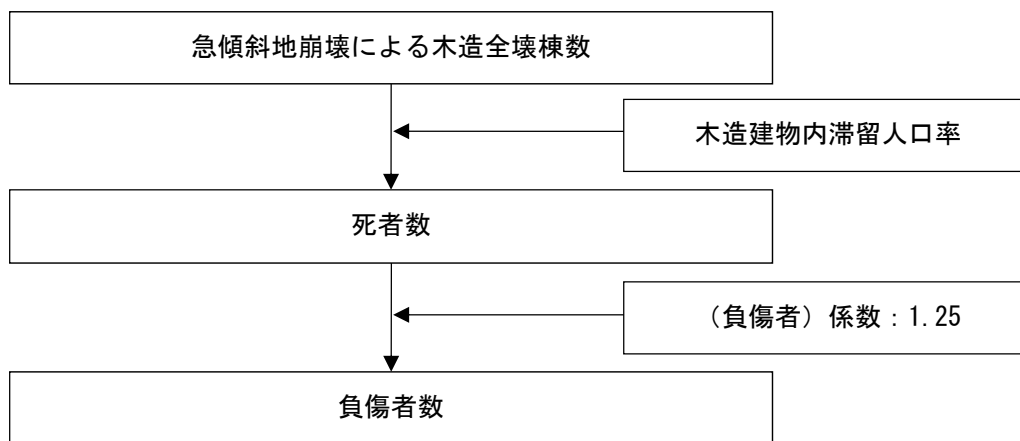 急傾斜地崩壊による木造全壊棟数
木造建物内滞留人口率
死者数
（負傷者）係数：1.25
負傷者数